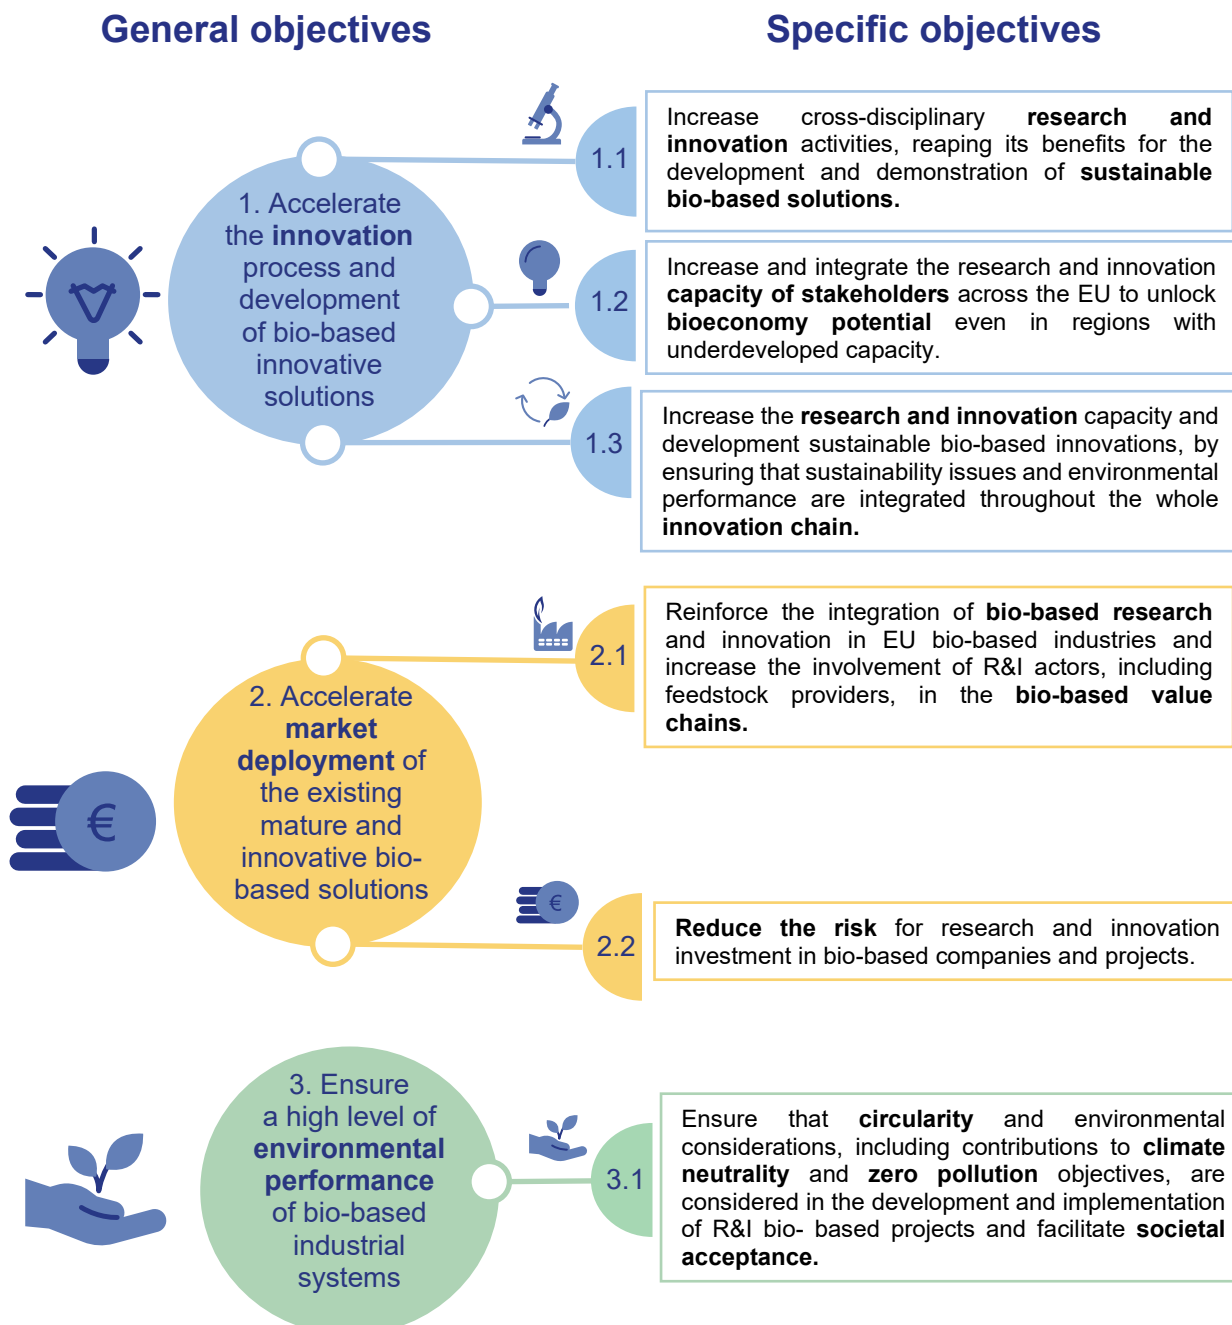 General objectives
Specific objectives
1. Accelerate
the innovation
process and
development
of bio-based
innovative
solutions
1.1
Increase cross-disciplinary research and
innovation activities, reaping its benefits for the
development and demonstration of sustainable
bio-based solutions.
1.2
Increase and integrate the research and innovation
capacity of stakeholders across the EU to unlock
bioeconomy potential even in regions with
underdeveloped capacity.
1.3
Increase the research and innovation capacity and
development sustainable bio-based innovations, by
ensuring that sustainability issues and environmental
performance are integrated throughout the whole
innovation chain.
2. Accelerate
market
deployment of
the existing
mature and
innovative bio-
based solutions
€
2.1
Reinforce the integration of bio-based research
and innovation in EU bio-based industries and
increase the involvement of R&I actors, including
feedstock providers, in the bio-based value
chains.
€
2.2
Reduce the risk for research and innovation
investment in bio-based companies and projects.
3. Ensure
a high level of
environmental
performance
of bio-based
industrial
systems
3.1
Ensure that circularity and environmental
considerations, including contributions to climate
neutrality and zero pollution objectives, are
considered in the development and implementation
of R&I bio- based projects and facilitate societal
acceptance.